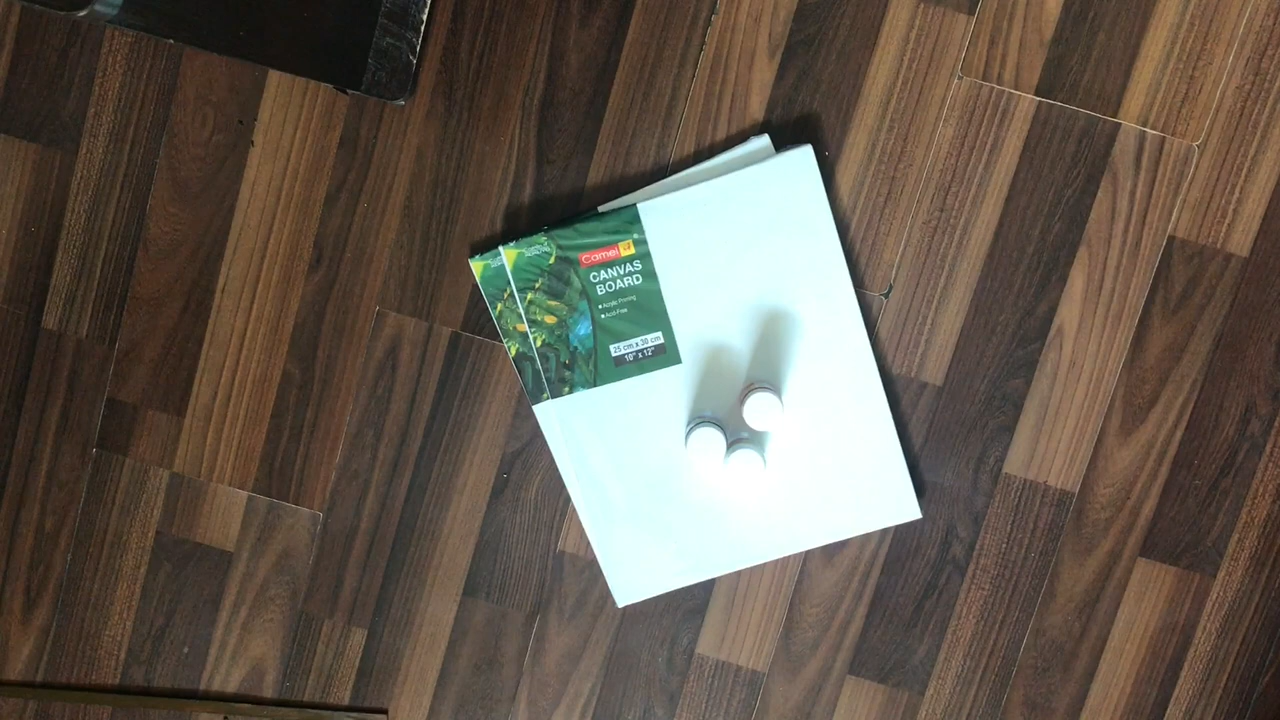 Camel
CANVAS
BOARD
Acrylic Priming
Acid-Free
25 cm x 30 cm
10" x 12"